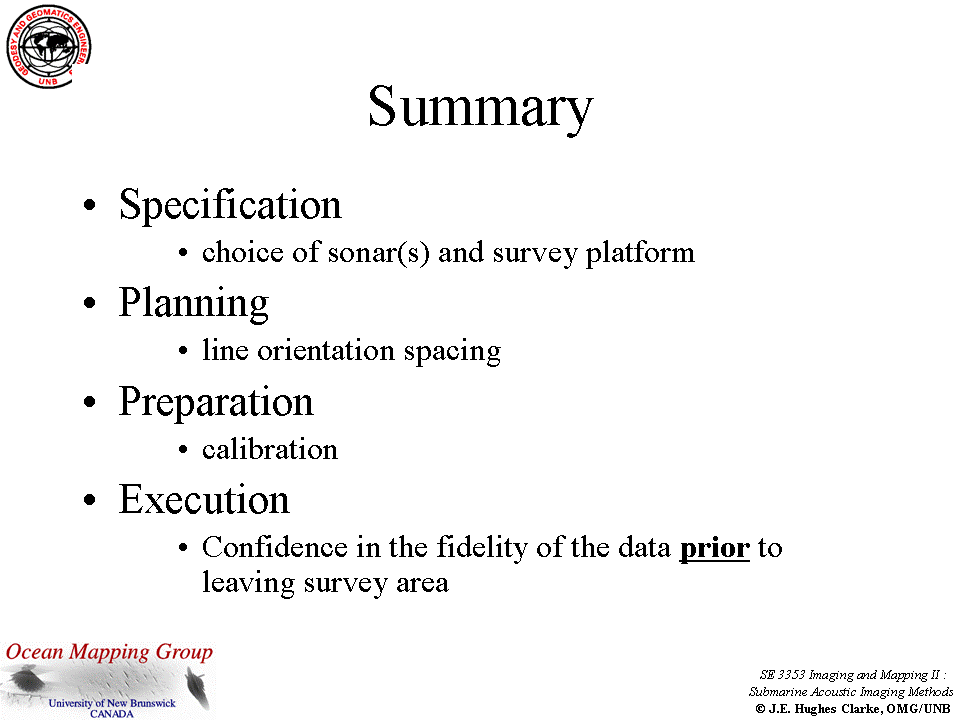 GEODESY AND GEOMATICS ENGINEER
UNB
Summary
• Specification
• choice of sonar(s) and survey platform
• Planning
• line orientation spacing
• Preparation
• calibration
• Execution
• Confidence in the fidelity of the data prior to
leaving survey area
Ocean Mapping Group
University of New Brunswick
CANADA
SE 3353 Imaging and Mapping II :
Submarine Acoustic Imaging Methods
© J.E. Hughes Clarke, OMG/UNB